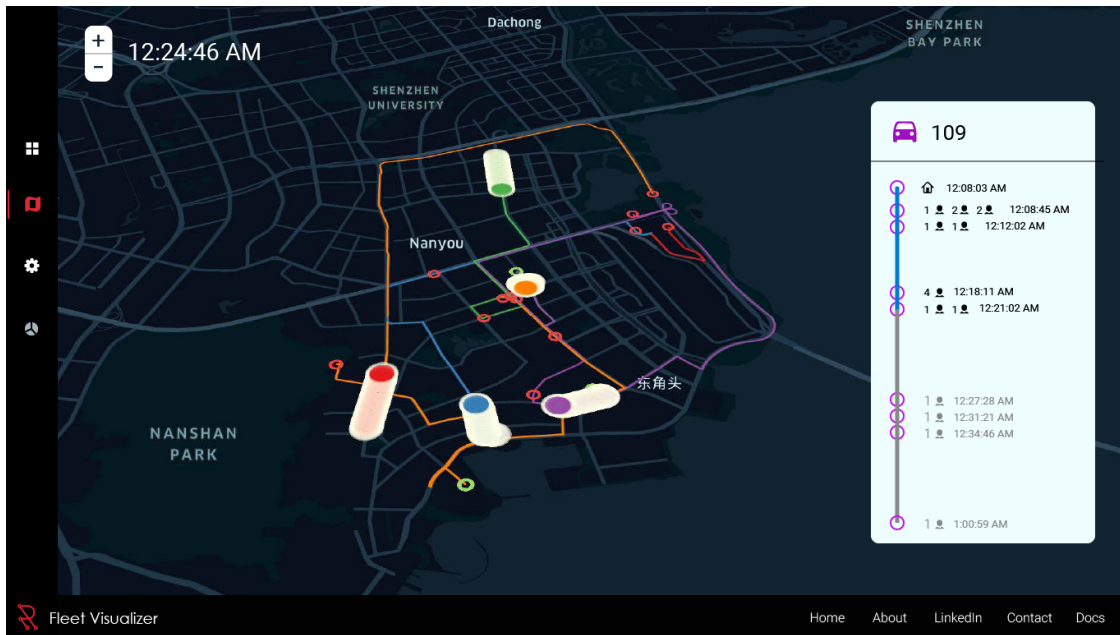 Dachong
SHENZHEN
BAY PARK
+
12:24:46 AM
−
SHENZHEN
UNIVERSITY
109
12:08:03 AM
1 2 2 12:08:45 AM
1 1 12:12:02 AM
Nanyou
4 12:18:11 AM
1 1 12:21:02 AM
东角头
1 12:27:28 AM
1 12:31:21 AM
1 12:34:46 AM
NANSHAN
PARK
1 1:00:59 AM
Fleet Visualizer
Home About LinkedIn Contact Docs